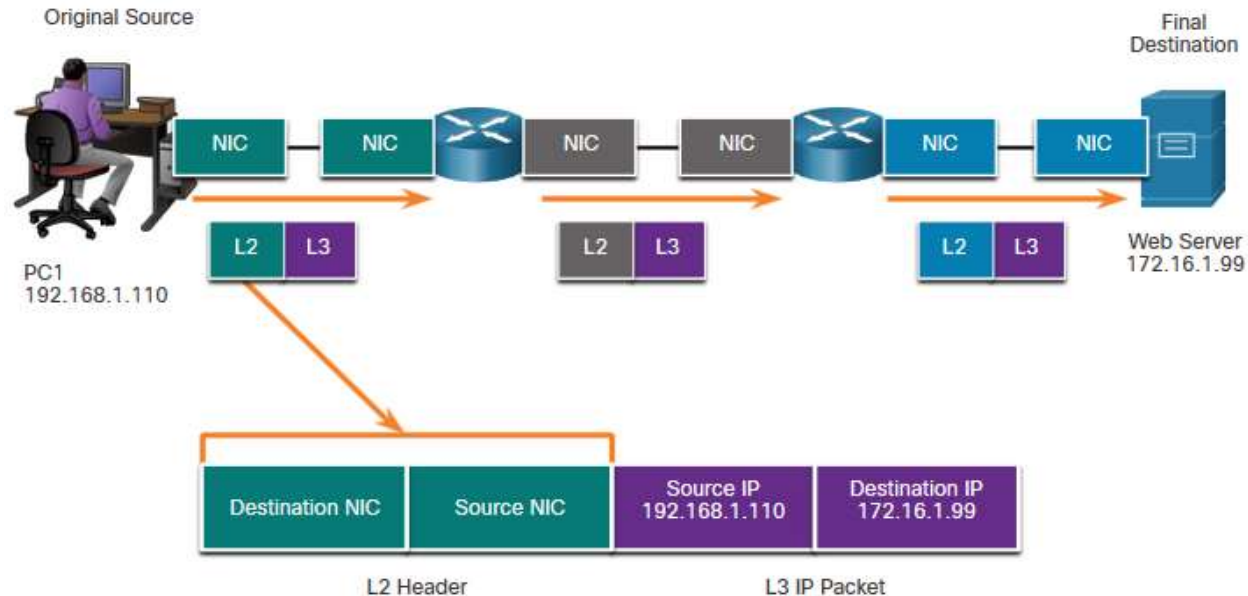 Original Source
Final
Destination
NIC
NIC
NIC
NIC
NIC
NIC
L2
L3
L2
L3
L2
L3
PC1
192.168.1.110
Web Server
172.16.1.99
Destination NIC
Source NIC
Source IP
192.168.1.110
Destination IP
172.16.1.99
L2 Header
L3 IP Packet